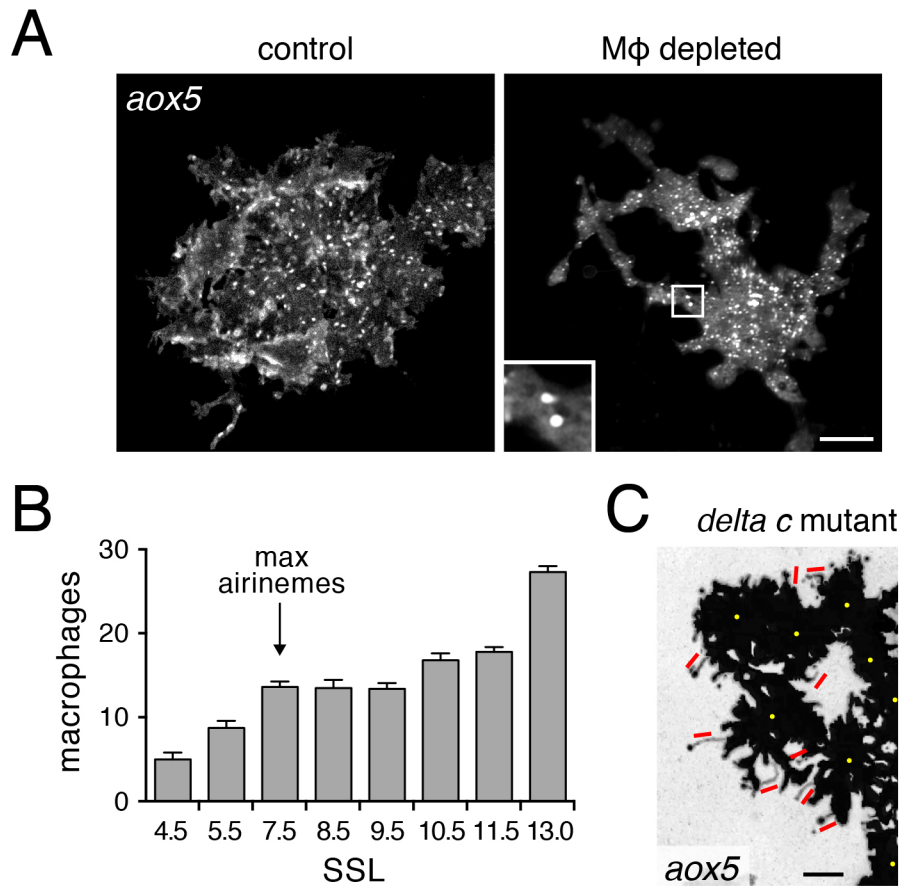 A
control
Mϕ depleted
aox5
B
max
airinemes
30
20
10
0
macrophages
4.5 5.5 7.5 8.5 9.5 10.5 11.5 13.0
SSL
C
delta c mutant
aox5